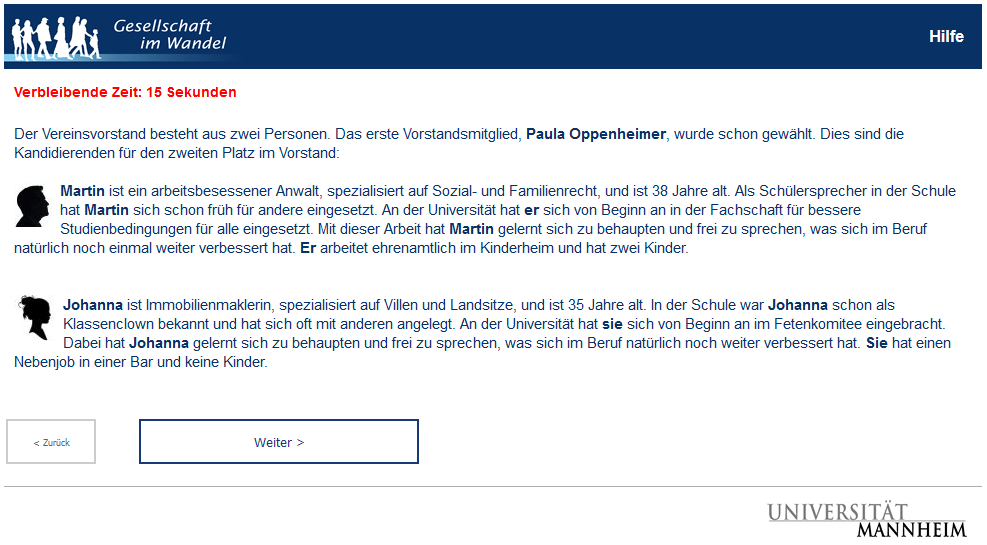 Gesellschaft
im Wandel
Hilfe
Verbleibende Zeit: 15 Sekunden
Der Vereinsvorstand besteht aus zwei Personen. Das erste Vorstandsmitglied, Paula Oppenheimer, wurde schon gewählt. Dies sind die
Kandidierenden für den zweiten Platz im Vorstand:
Martin ist ein arbeitsbesessener Anwalt, spezialisiert auf Sozial- und Familienrecht, und ist 38 Jahre alt. Als Schülersprecher in der Schule
hat Martin sich schon früh für andere eingesetzt. An der Universität hat er sich von Beginn an in der Fachschaft für bessere
Studienbedingungen für alle eingesetzt. Mit dieser Arbeit hat Martin gelernt sich zu behaupten und frei zu sprechen, was sich im Beruf
natürlich noch einmal weiter verbessert hat. Er arbeitet ehrenamtlich im Kinderheim und hat zwei Kinder.
Johanna ist Immobilienmaklerin, spezialisiert auf Villen und Landsitze, und ist 35 Jahre alt. In der Schule war Johanna schon als
Klassenclown bekannt und hat sich oft mit anderen angelegt. An der Universität hat sie sich von Beginn an im Fetenkomitee eingebracht.
Dabei hat Johanna gelernt sich zu behaupten und frei zu sprechen, was sich im Beruf natürlich noch weiter verbessert hat. Sie hat einen
Nebenjob in einer Bar und keine Kinder.
< Zurück
Weiter >
UNIVERSITÄT
MANNHEIM